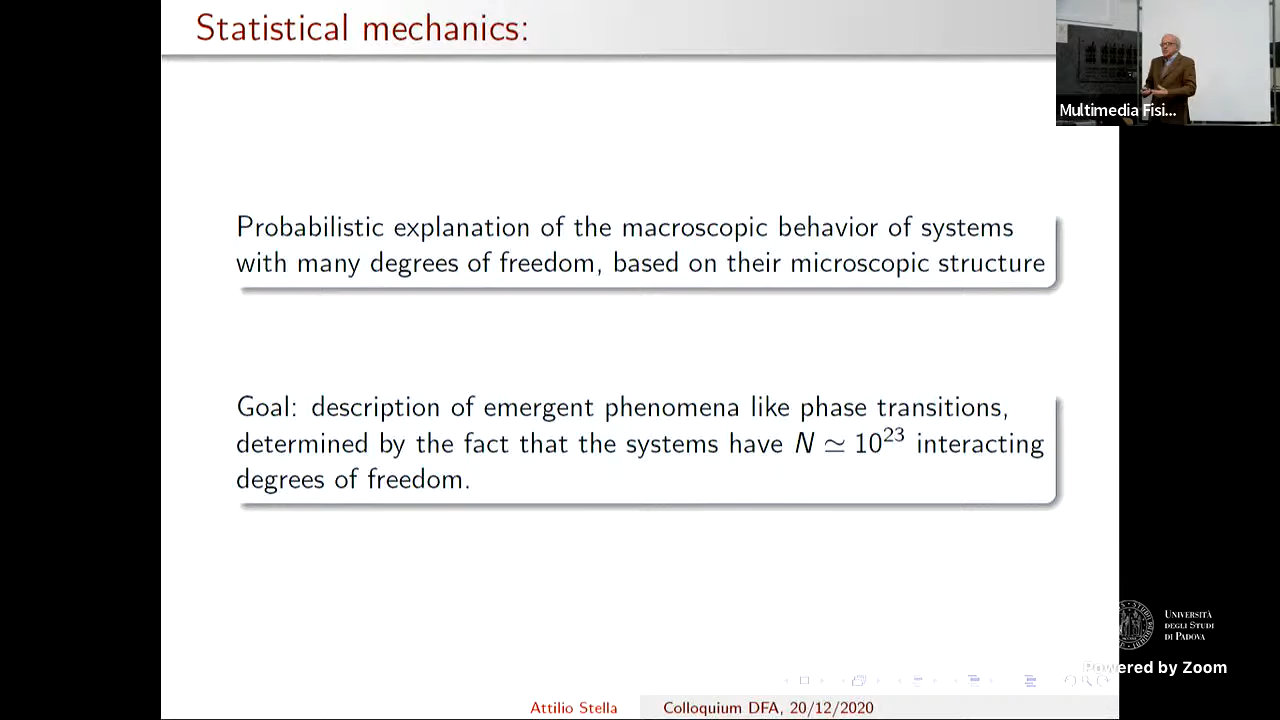 Statistical mechanics:
Multimedia Fisi...
Probabilistic explanation of the macroscopic behavior of systems
with many degrees of freedom, based on their microscopic structure
Goal: description of emergent phenomena like phase transitions,
determined by the fact that the systems have N ≃ 10²³ interacting
degrees of freedom.
UNIVERSITÀ
DEGLI STUDI
DI PADOVA
Powered by Zoom
Attilio Stella Colloquium DFA, 20/12/2020